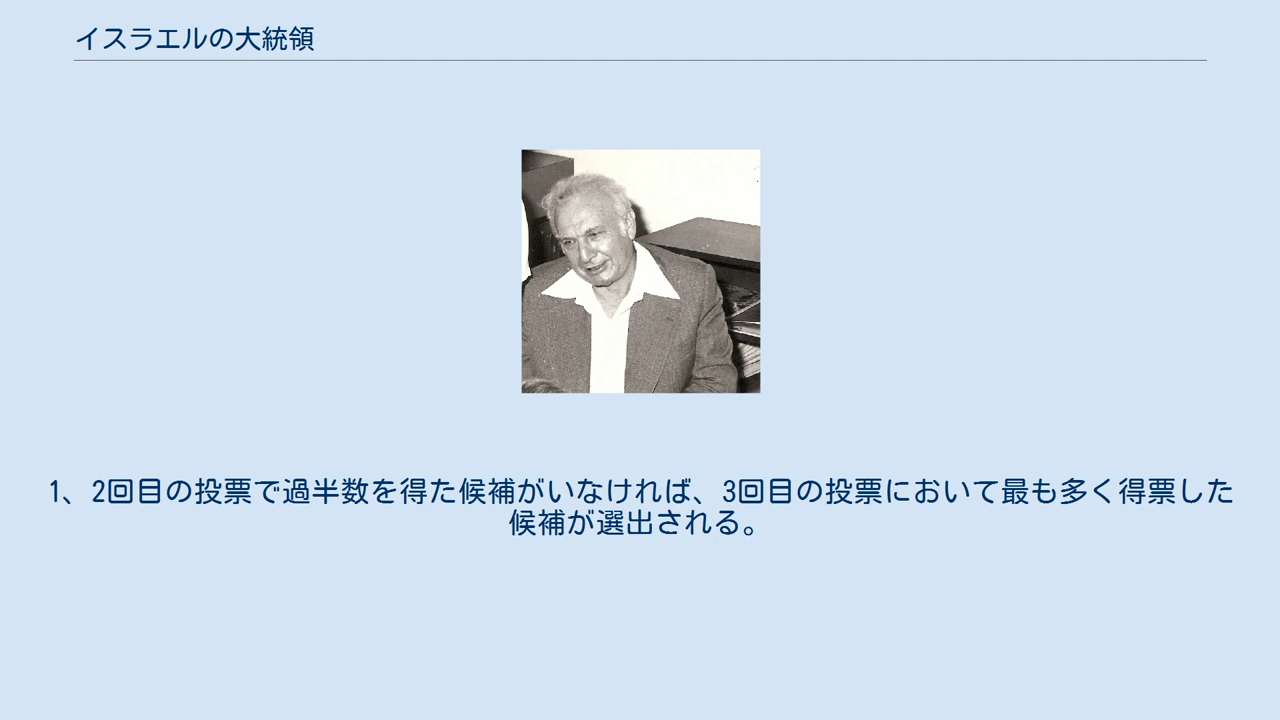 イスラエルの大統領
1、2回目の投票で過半数を得た候補がいなければ、3回目の投票において最も多く得票した
候補が選出される。